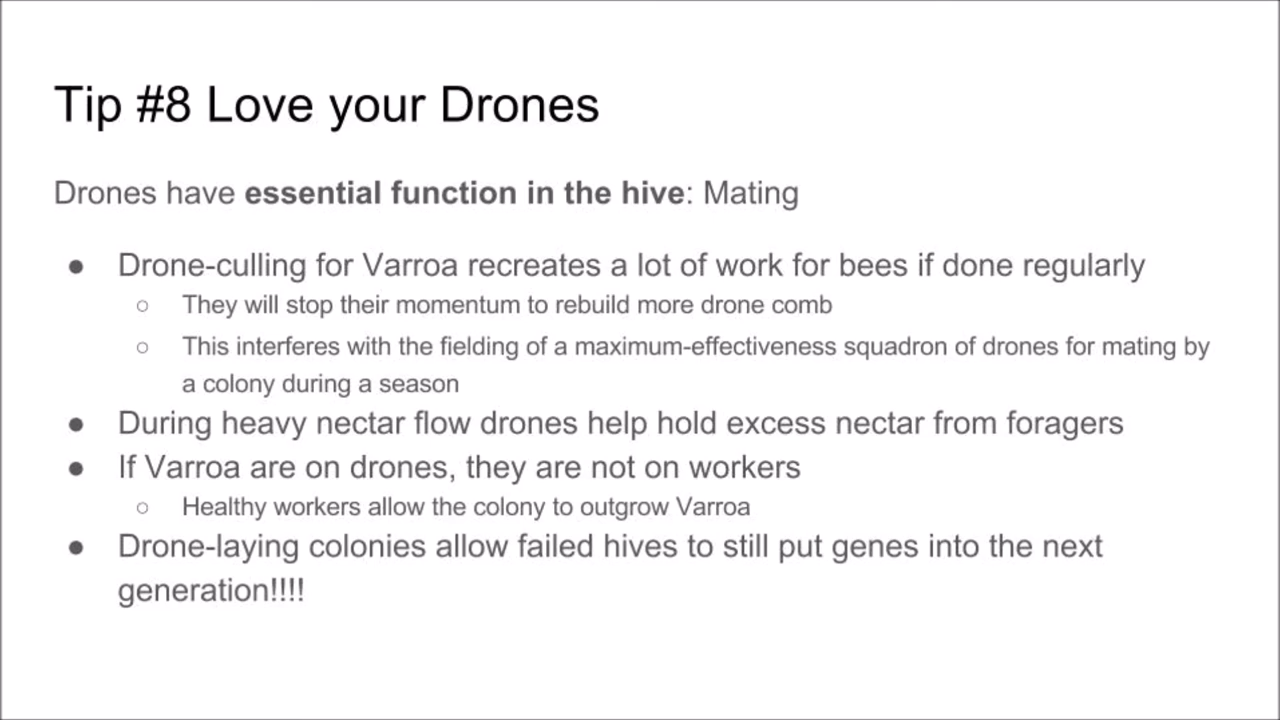 Tip #8 Love your Drones
Drones have essential function in the hive: Mating
● Drone-culling for Varroa recreates a lot of work for bees if done regularly
○ They will stop their momentum to rebuild more drone comb
○ This interferes with the fielding of a maximum-effectiveness squadron of drones for mating by
a colony during a season
● During heavy nectar flow drones help hold excess nectar from foragers
● If Varroa are on drones, they are not on workers
○ Healthy workers allow the colony to outgrow Varroa
● Drone-laying colonies allow failed hives to still put genes into the next
generation!!!!